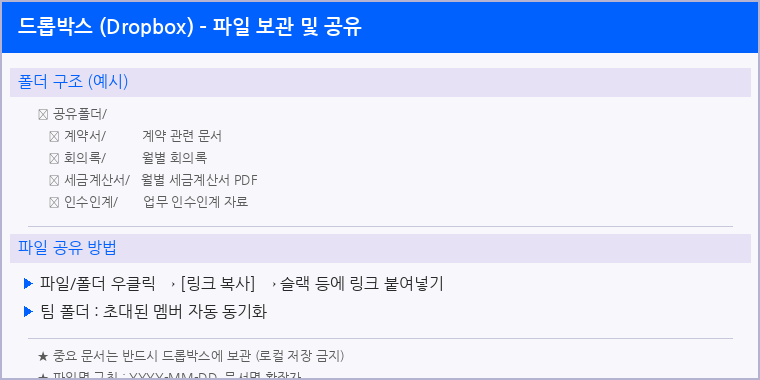 드롭박스 (Dropbox) - 파일 보관 및 공유
폴더 구조 (예시)
공유폴더/
계약서/ 계약 관련 문서
회의록/ 월별 회의록
세금계산서/ 월별 세금계산서 PDF
인수인계/ 업무 인수인계 자료
파일 공유 방법
▶ 파일/폴더 우클릭 → [링크 복사] → 슬랙 등에 링크 붙여넣기
▶ 팀 폴더 : 초대된 멤버 자동 동기화
★ 중요 문서는 반드시 드롭박스에 보관 (로컬 저장 금지)
★ 파일명 규칙 : YYYY-MM-DD_문서명.확장자